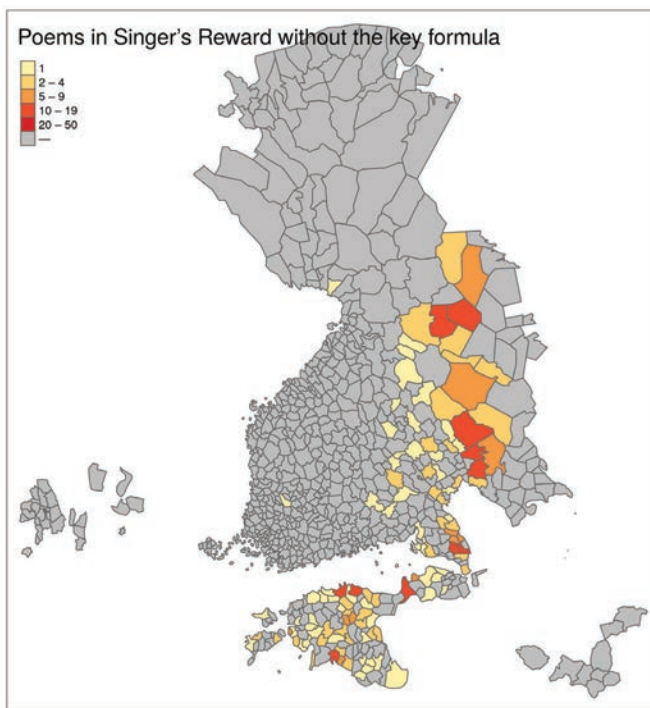 Poems in Singer's Reward without the key formula
1
2 – 4
5 – 9
10 – 19
20 – 50
—